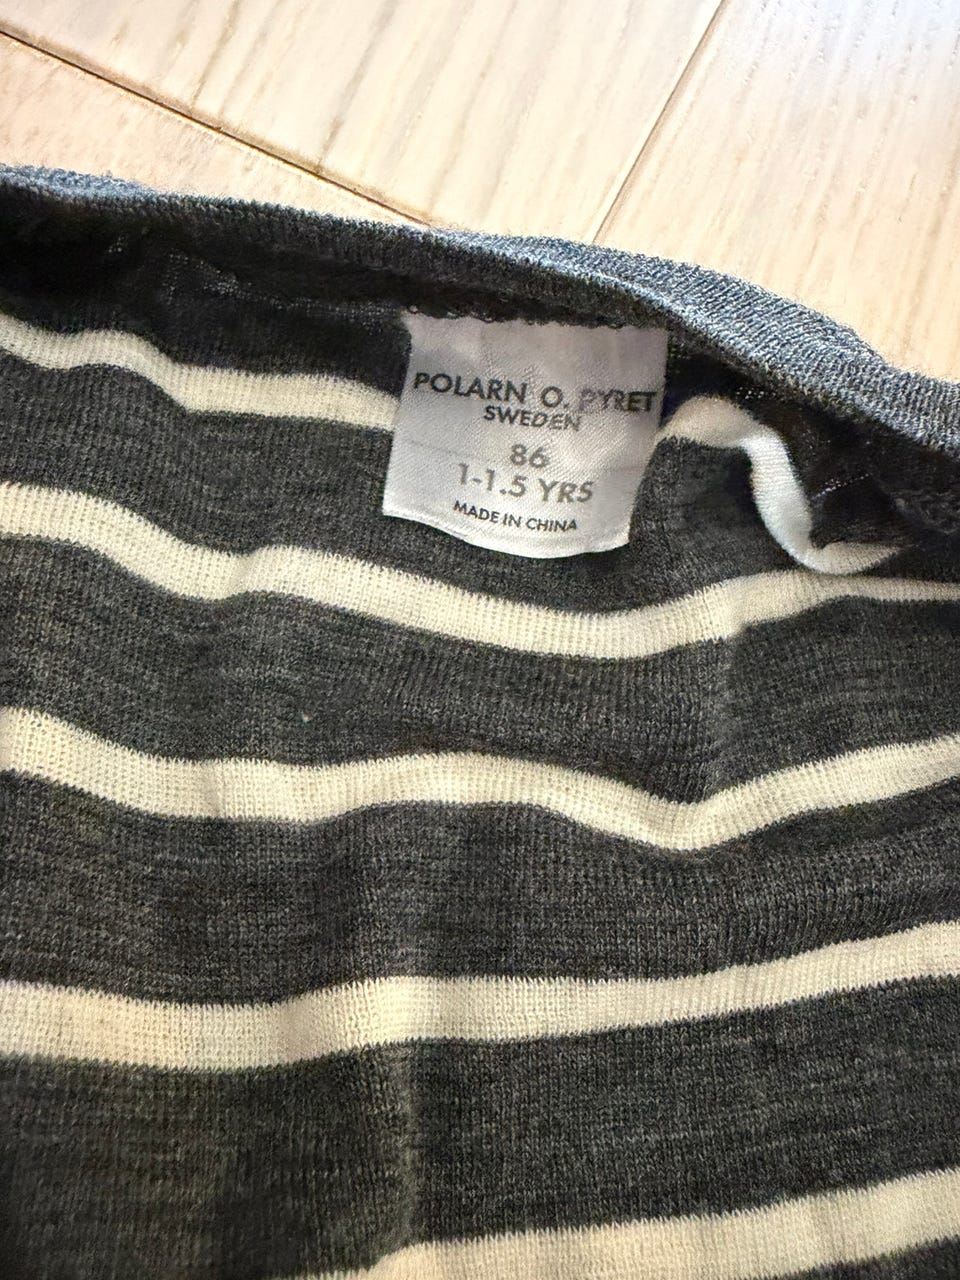 POLARN O. PYRET
SWEDEN
86
1-1.5 YRS
MADE IN CHINA